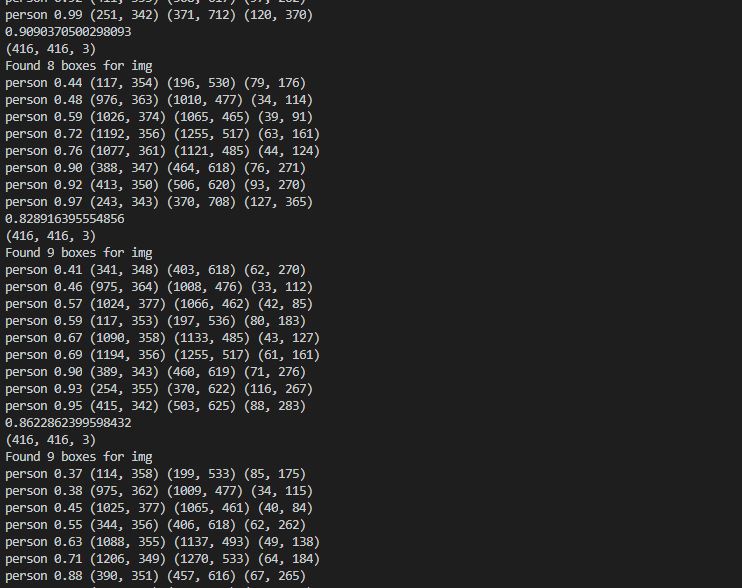 person 0.99 (251, 342) (371, 712) (120, 370)
0.9090370500298093
(416, 416, 3)
Found 8 boxes for img
person 0.44 (117, 354) (196, 530) (79, 176)
person 0.48 (976, 363) (1010, 477) (34, 114)
person 0.59 (1026, 374) (1065, 465) (39, 91)
person 0.72 (1192, 356) (1255, 517) (63, 161)
person 0.76 (1077, 361) (1121, 485) (44, 124)
person 0.90 (388, 347) (464, 618) (76, 271)
person 0.92 (413, 350) (506, 620) (93, 270)
person 0.97 (243, 343) (370, 708) (127, 365)
0.828916395554856
(416, 416, 3)
Found 9 boxes for img
person 0.41 (341, 348) (403, 618) (62, 270)
person 0.46 (975, 364) (1008, 476) (33, 112)
person 0.57 (1024, 377) (1066, 462) (42, 85)
person 0.59 (117, 353) (197, 536) (80, 183)
person 0.67 (1090, 358) (1133, 485) (43, 127)
person 0.69 (1194, 356) (1255, 517) (61, 161)
person 0.90 (389, 343) (460, 619) (71, 276)
person 0.93 (254, 355) (370, 622) (116, 267)
person 0.95 (415, 342) (503, 625) (88, 283)
0.8622862399598432
(416, 416, 3)
Found 9 boxes for img
person 0.37 (114, 358) (199, 533) (85, 175)
person 0.38 (975, 362) (1009, 477) (34, 115)
person 0.45 (1025, 377) (1065, 461) (40, 84)
person 0.55 (344, 356) (406, 618) (62, 262)
person 0.63 (1088, 355) (1137, 493) (49, 138)
person 0.71 (1206, 349) (1270, 533) (64, 184)
person 0.88 (390, 351) (457, 616) (67, 265)